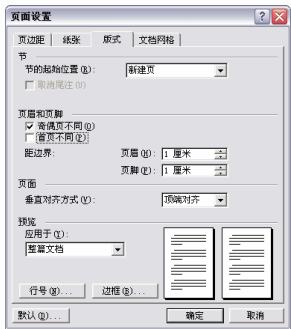 页面设置
页边距 纸张 版式 文档网格
节
节的起始位置(R): 新建页
取消尾注(U)
页眉和页脚
奇偶页不同(O)
首页不同(P)
距边界: 页眉(H): 1 厘米
页脚(F): 1 厘米
页面
垂直对齐方式(V): 顶端对齐
预览
应用于(Y):
整篇文档
行号(N)... 边框(B)...
默认(D)... 确定 取消